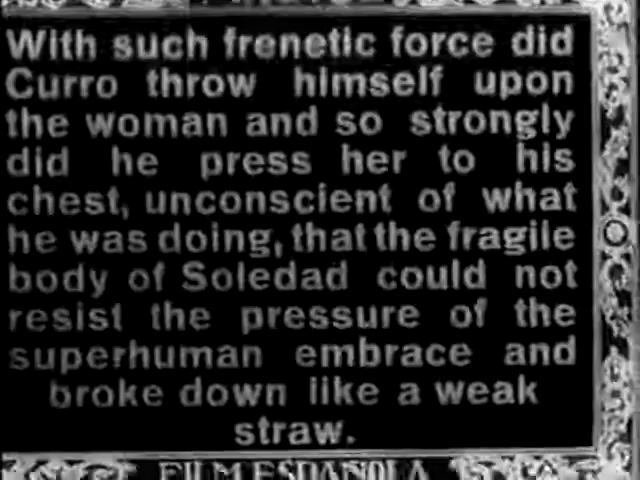 With such frenetic force did
Curro throw himself upon
the woman and so strongly
did he press her to his
chest, unconscient of what
he was doing, that the fragile
body of Soledad could not
resist the pressure of the
superhuman embrace and
broke down like a weak
straw.
FILM ESPAÑOLA